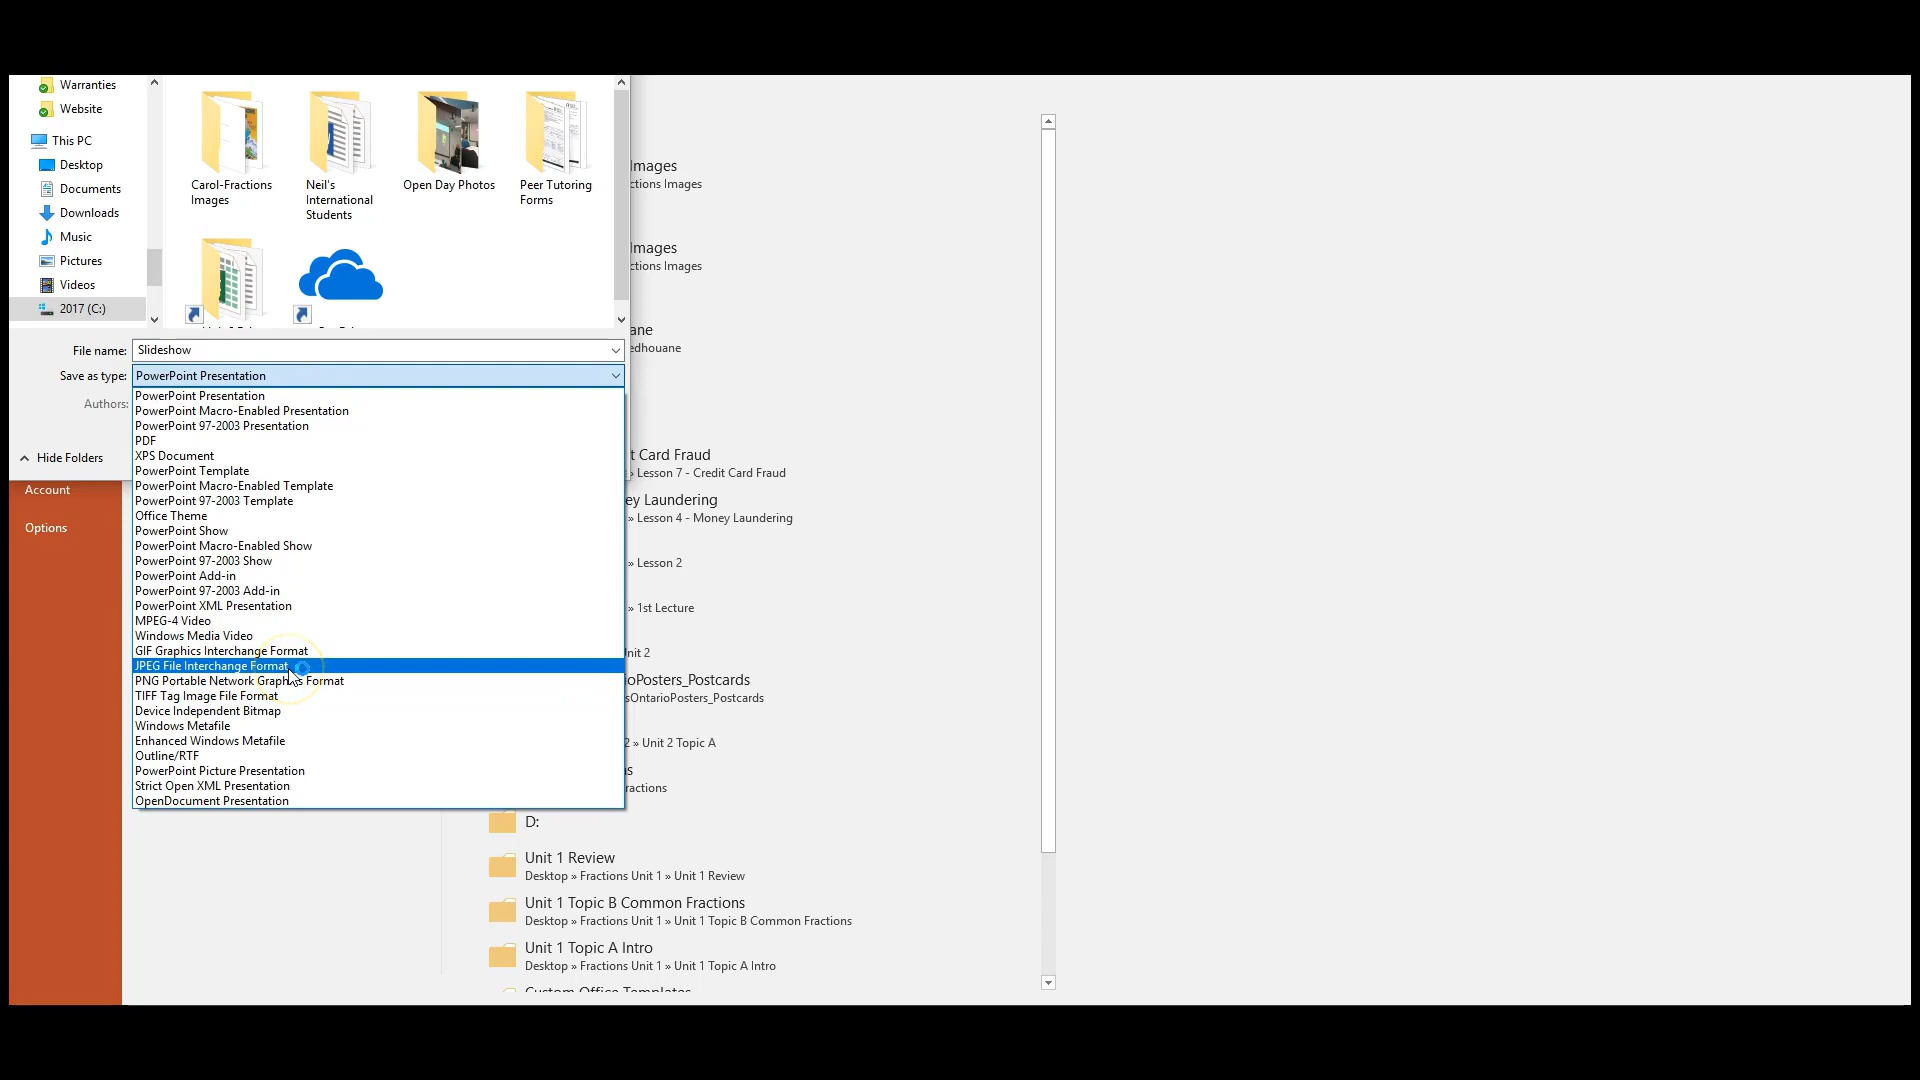 Warranties
Website
This PC
Desktop
Documents
Downloads
Music
Pictures
Videos
2017 (C:)
Carol-Fractions
Images
Neil's
International
Students
Open Day Photos
Peer Tutoring
Forms
File name:
Slideshow
Save as type:
PowerPoint Presentation
Authors:
Hide Folders
PowerPoint Presentation
PowerPoint Macro-Enabled Presentation
PowerPoint 97-2003 Presentation
PDF
XPS Document
PowerPoint Template
PowerPoint Macro-Enabled Template
PowerPoint 97-2003 Template
Office Theme
PowerPoint Show
PowerPoint Macro-Enabled Show
PowerPoint 97-2003 Show
PowerPoint Add-in
PowerPoint 97-2003 Add-in
PowerPoint XML Presentation
MPEG-4 Video
Windows Media Video
GIF Graphics Interchange Format
JPEG File Interchange Format
PNG Portable Network Graphics Format
TIFF Tag Image File Format
Device Independent Bitmap
Windows Metafile
Enhanced Windows Metafile
Outline/RTF
PowerPoint Picture Presentation
Strict Open XML Presentation
OpenDocument Presentation
Account
Options
Images
ctions Images
Images
ctions Images
ane
edhouane
t Card Fraud
» Lesson 7 - Credit Card Fraud
ey Laundering
» Lesson 4 - Money Laundering
» Lesson 2
» 1st Lecture
Unit 2
ioPosters_Postcards
sOntarioPosters_Postcards
2 » Unit 2 Topic A
ractions
D:
Unit 1 Review
Desktop » Fractions Unit 1 » Unit 1 Review
Unit 1 Topic B Common Fractions
Desktop » Fractions Unit 1 » Unit 1 Topic B Common Fractions
Unit 1 Topic A Intro
Desktop » Fractions Unit 1 » Unit 1 Topic A Intro
Custom Office Templates